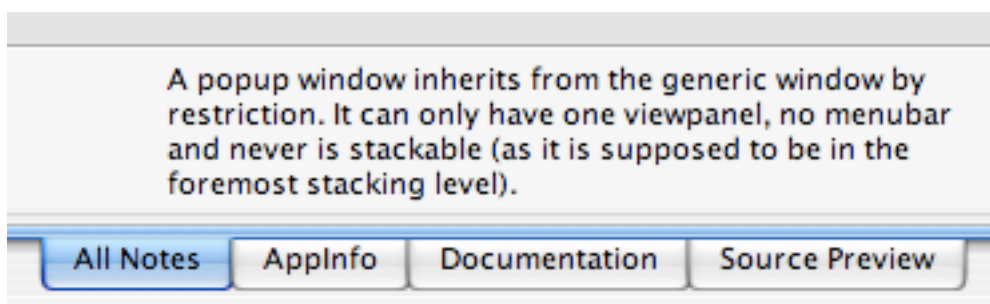 A popup window inherits from the generic window by
restriction. It can only have one viewpanel, no menubar
and never is stackable (as it is supposed to be in the
foremost stacking level).
All Notes AppInfo Documentation Source Preview